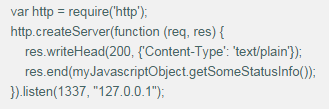 var http = require('http');
http.createServer(function (req, res) {
    res.writeHead(200, {'Content-Type': 'text/plain'});
    res.end(myJavascriptObject.getSomeStatusInfo());
}).listen(1337, "127.0.0.1");